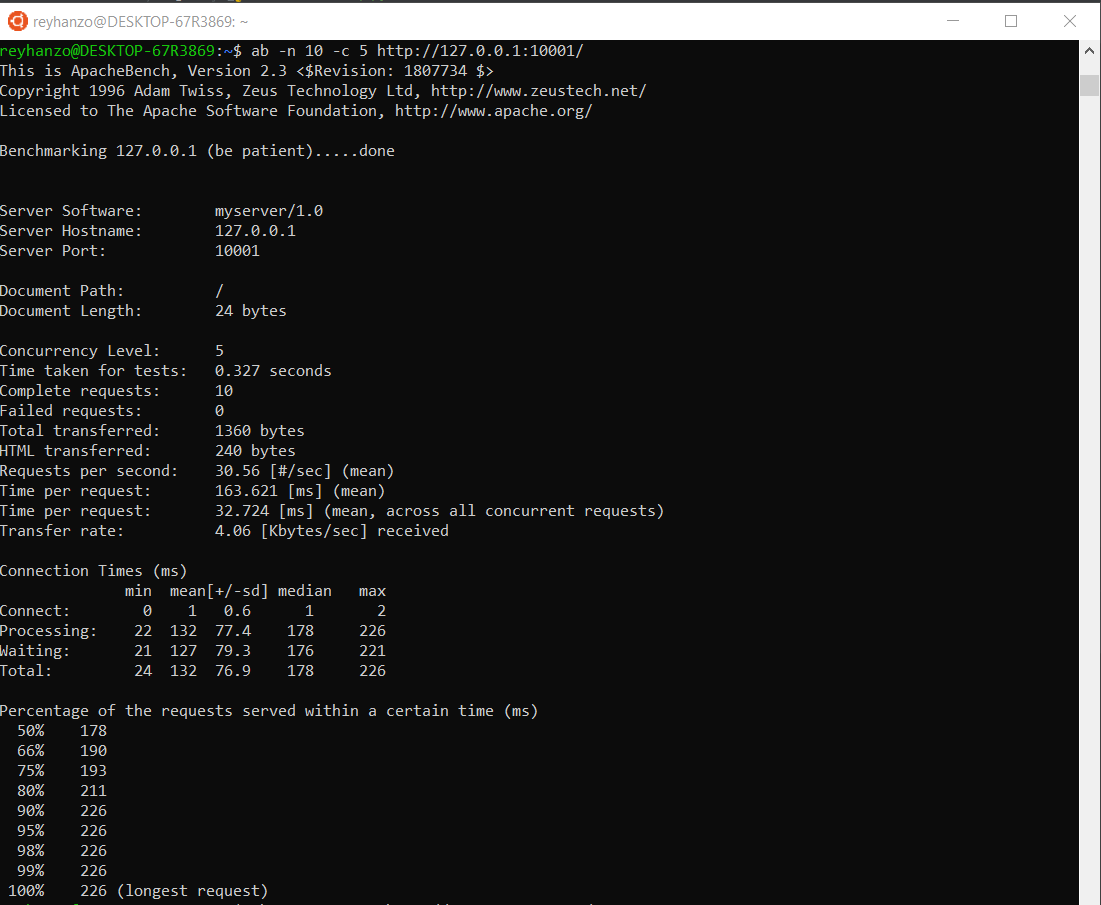 reyhanzo@DESKTOP-67R3869: ~
reyhanzo@DESKTOP-67R3869:~$ ab -n 10 -c 5 http://127.0.0.1:10001/
This is ApacheBench, Version 2.3 <$Revision: 1807734 $>
Copyright 1996 Adam Twiss, Zeus Technology Ltd, http://www.zeustech.net/
Licensed to The Apache Software Foundation, http://www.apache.org/
Benchmarking 127.0.0.1 (be patient).....done
Server Software:        myserver/1.0
Server Hostname:        127.0.0.1
Server Port:            10001
Document Path:          /
Document Length:        24 bytes
Concurrency Level:      5
Time taken for tests:   0.327 seconds
Complete requests:      10
Failed requests:        0
Total transferred:      1360 bytes
HTML transferred:       240 bytes
Requests per second:    30.56 [#/sec] (mean)
Time per request:       163.621 [ms] (mean)
Time per request:       32.724 [ms] (mean, across all concurrent requests)
Transfer rate:          4.06 [Kbytes/sec] received
Connection Times (ms)
              min  mean[+/-sd] median   max
Connect:        0    1   0.6      1       2
Processing:    22  132  77.4    178     226
Waiting:       21  127  79.3    176     221
Total:         24  132  76.9    178     226
Percentage of the requests served within a certain time (ms)
  50%    178
  66%    190
  75%    193
  80%    211
  90%    226
  95%    226
  98%    226
  99%    226
 100%    226 (longest request)